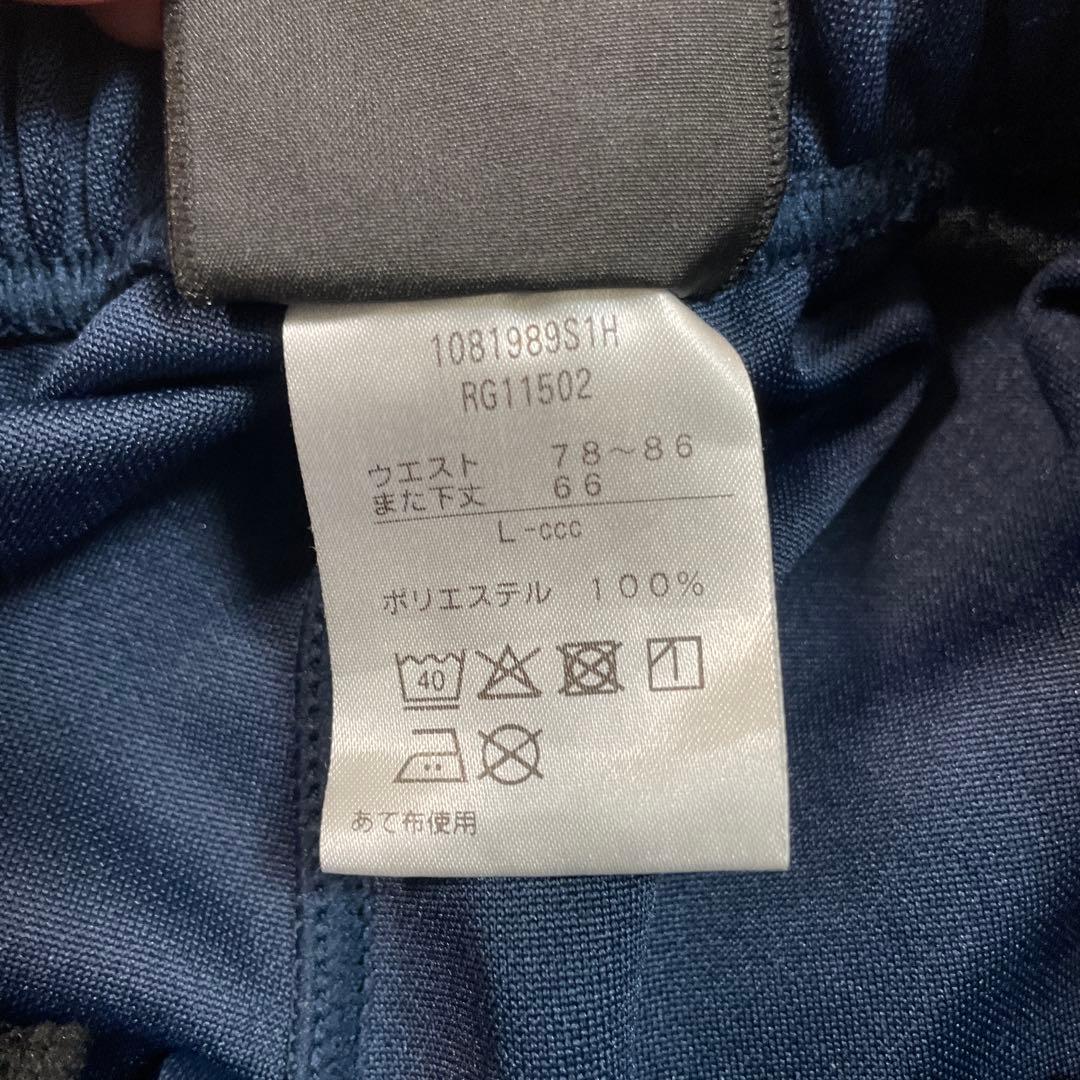 1081989S1H
RG11502
ウエスト 78～86
また下丈 66
L-ccc
ポリエステル 100%
40
あて布使用